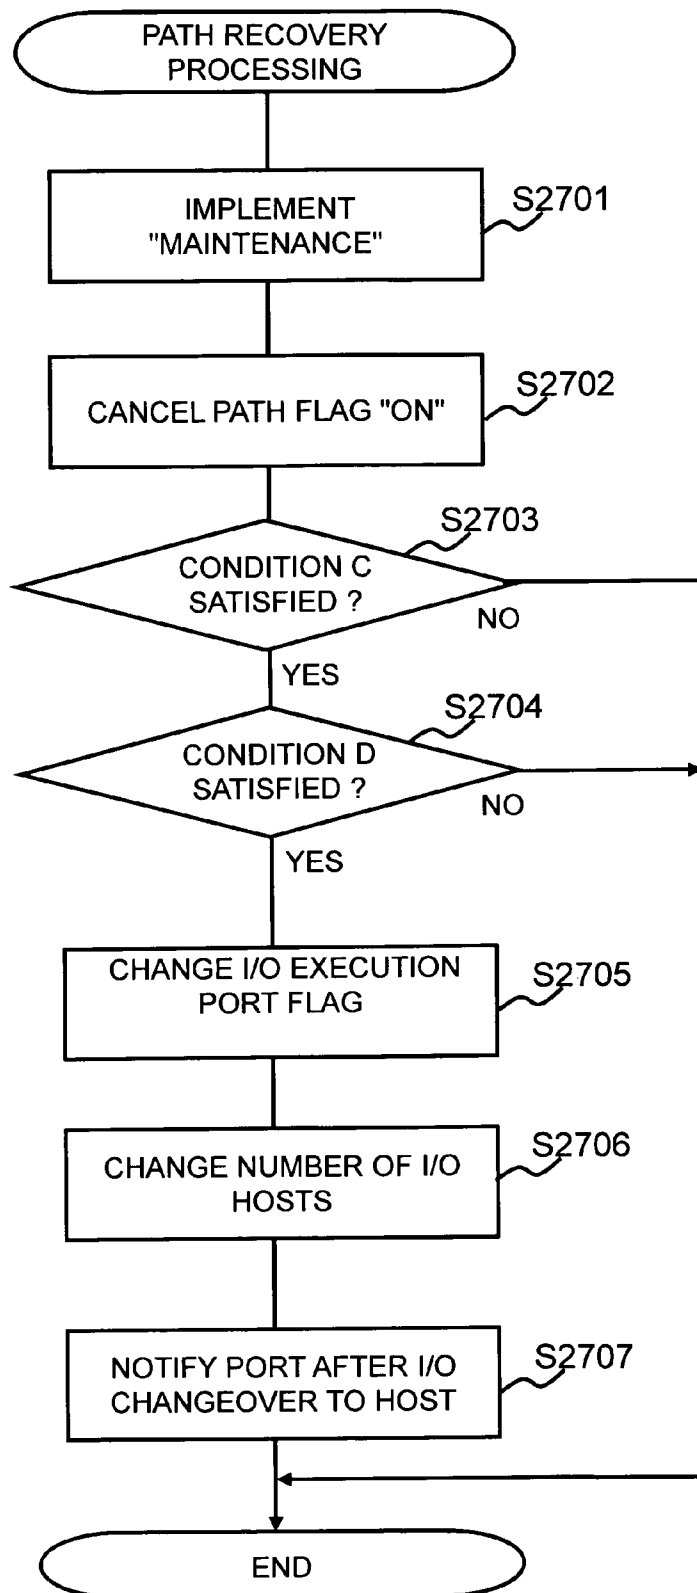 PATH RECOVERY
PROCESSING
S2701
IMPLEMENT
"MAINTENANCE"
S2702
CANCEL PATH FLAG "ON"
S2703
CONDITION C
SATISFIED ?
NO
YES
S2704
CONDITION D
SATISFIED ?
NO
YES
CHANGE I/O EXECUTION
PORT FLAG
S2705
S2706
CHANGE NUMBER OF I/O
HOSTS
S2707
NOTIFY PORT AFTER I/O
CHANGEOVER TO HOST
END